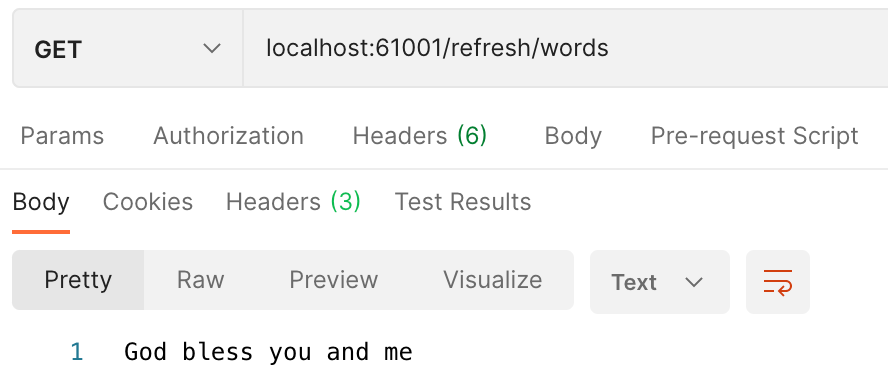 GET localhost:61001/refresh/words
Params Authorization Headers (6) Body Pre-request Script
Body Cookies Headers (3) Test Results
Pretty Raw Preview Visualize Text
1 God bless you and me